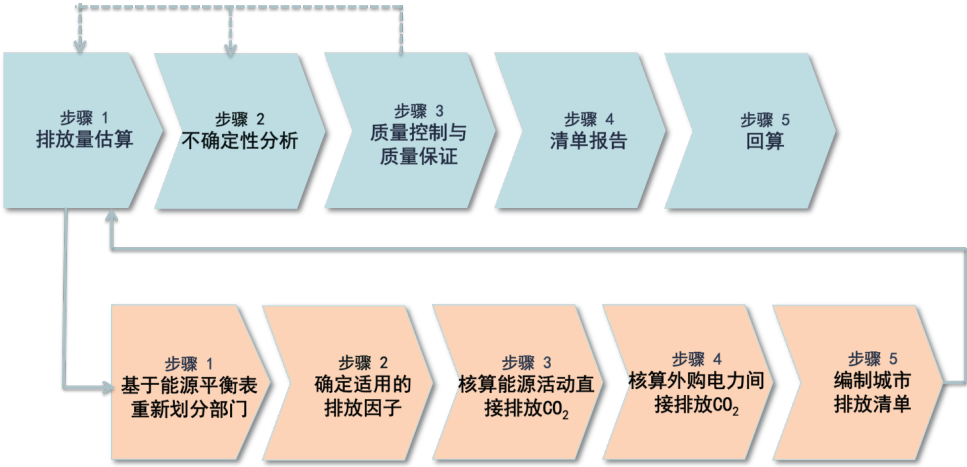 步骤 1
排放量估算
步骤 2
不确定性分析
步骤 3
质量控制与
质量保证
步骤 4
清单报告
步骤 5
回算
步骤 1
基于能源平衡表
重新划分部门
步骤 2
确定适用的
排放因子
步骤 3
核算能源活动直
接排放CO₂
步骤 4
核算外购电力间
接排放CO₂
步骤 5
编制城市
排放清单